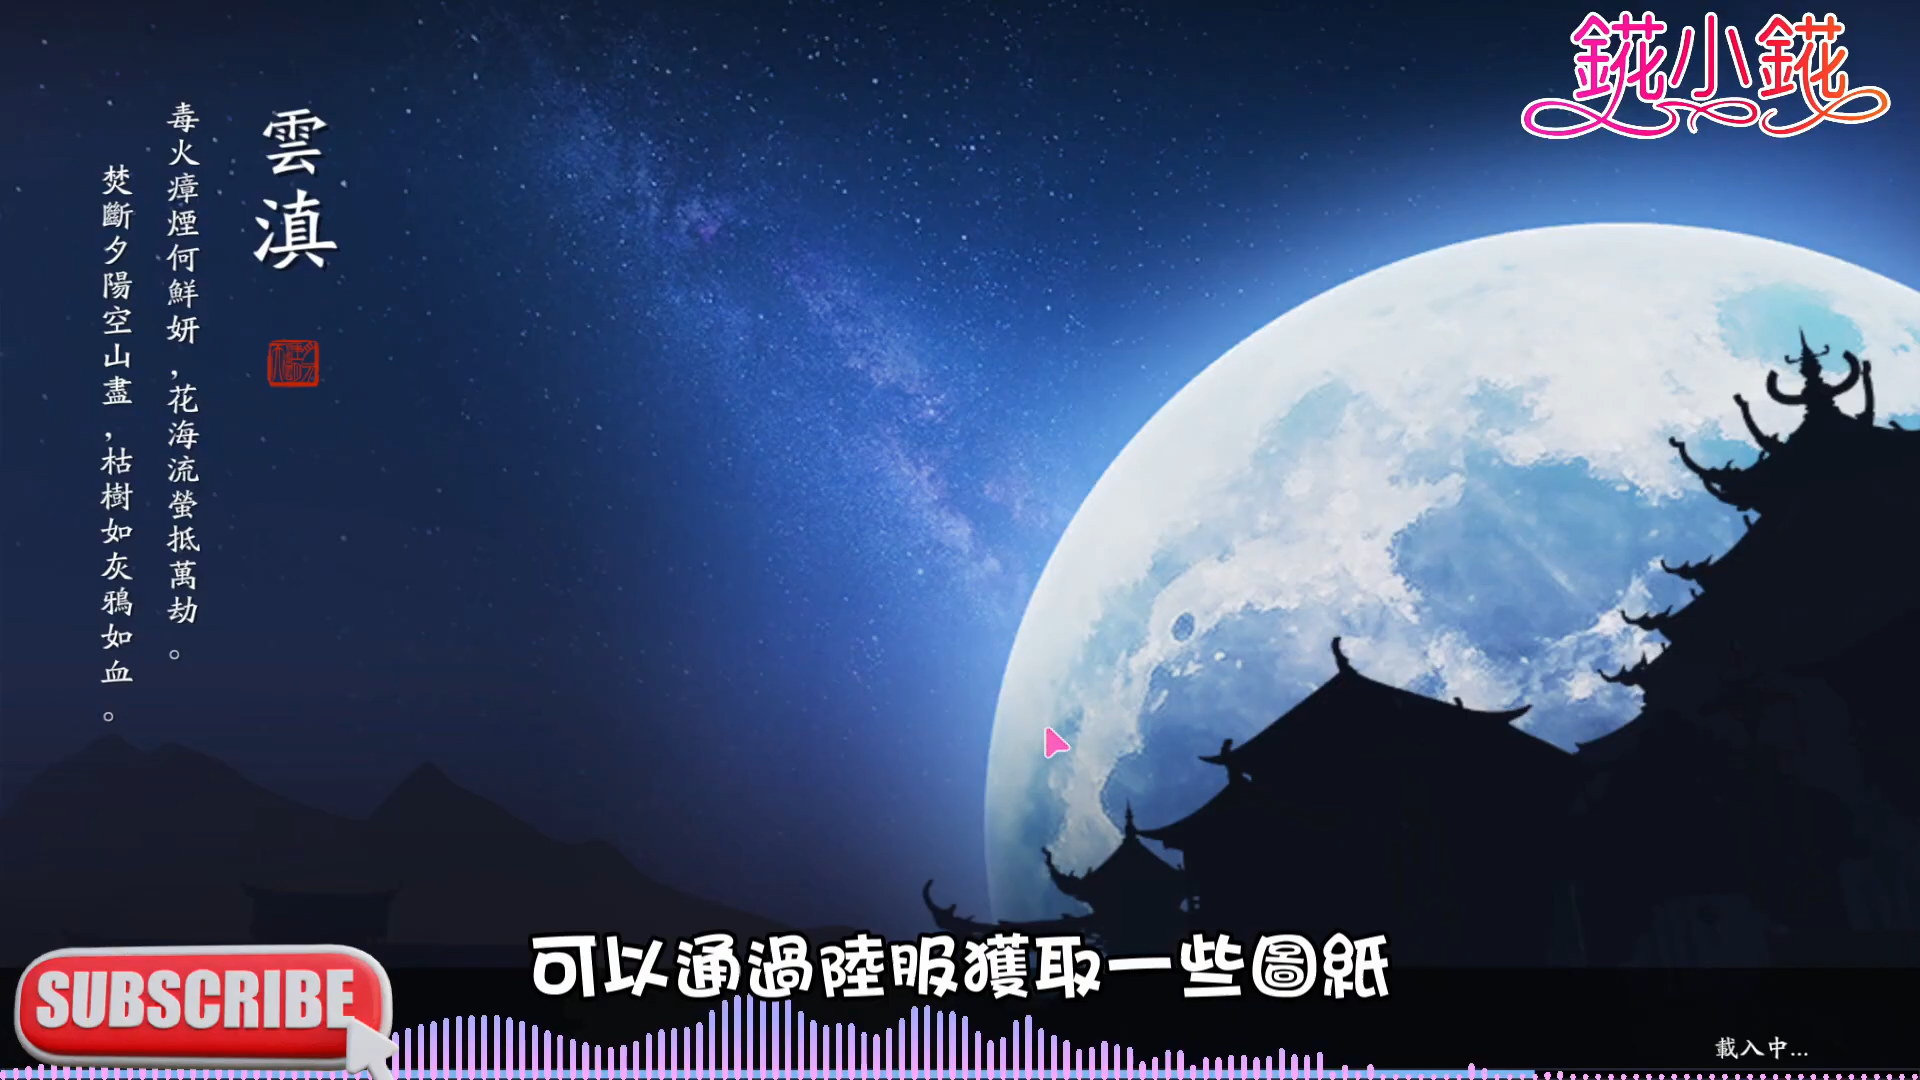 錵小錵
雲滇
毒火瘴煙何鮮妍，花海流螢抵萬劫。
焚斷夕陽空山盡，枯樹如灰鴉如血。
可以通過陸服獲取一些圖紙
SUBSCRIBE
載入中...